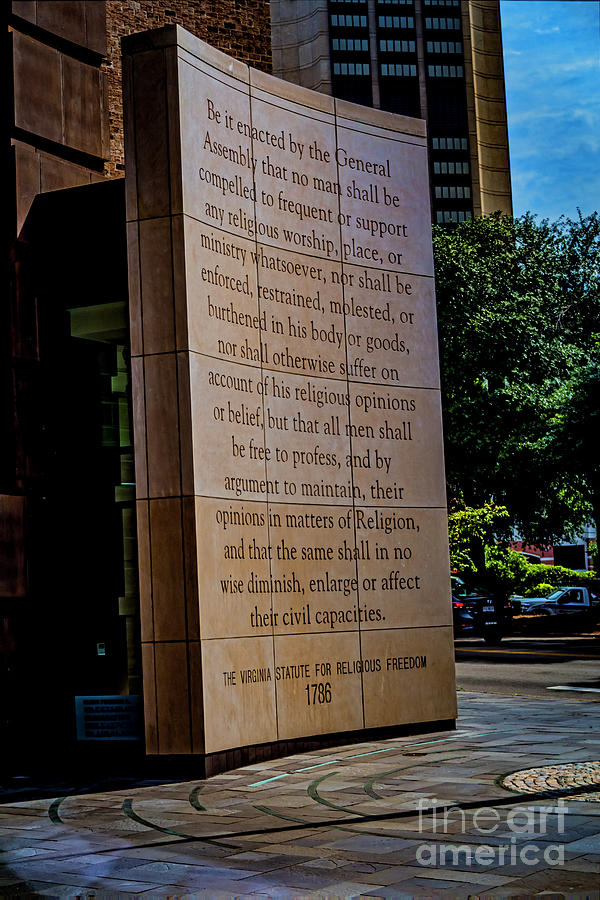 Be it enacted by the General
Assembly that no man shall be
compelled to frequent or support
any religious worship, place, or
ministry whatsoever, nor shall be
enforced, restrained, molested, or
burthened in his body or goods,
nor shall otherwise suffer on
account of his religious opinions
or belief, but that all men shall
be free to profess, and by
argument to maintain, their
opinions in matters of Religion,
and that the same shall in no
wise diminish, enlarge or affect
their civil capacities.
THE VIRGINIA STATUTE FOR RELIGIOUS FREEDOM
1786
fine art
america